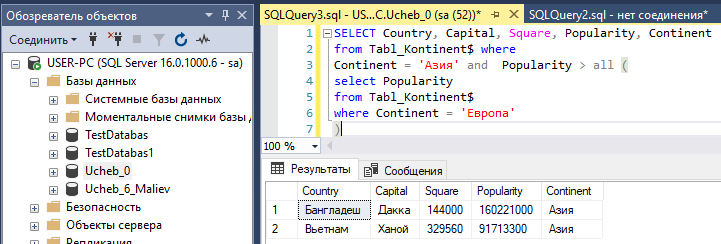 Обозреватель объектов
Соединить
USER-PC (SQL Server 16.0.1000.6 - sa)
Базы данных
Системные базы данных
Моментальные снимки базы д
TestDatabas
TestDatabas1
Ucheb_0
Ucheb_6_Maliev
Безопасность
Объекты сервера
Репликация
SQLQuery3.sql - US...C.Ucheb_0 (sa (52))* SQLQuery2.sql - нет соединения*
1 SELECT Country, Capital, Square, Popularity, Continent
2 from Tabl_Kontinent$ where
3 Continent = 'Азия' and Popularity > all (
4 select Popularity
5 from Tabl_Kontinent$
6 where Continent = 'Европа'
7 )
100 %
Результаты Сообщения
Country Capital Square Popularity Continent
1 Бангладеш Дакка 144000 160221000 Азия
2 Вьетнам Ханой 329560 91713300 Азия